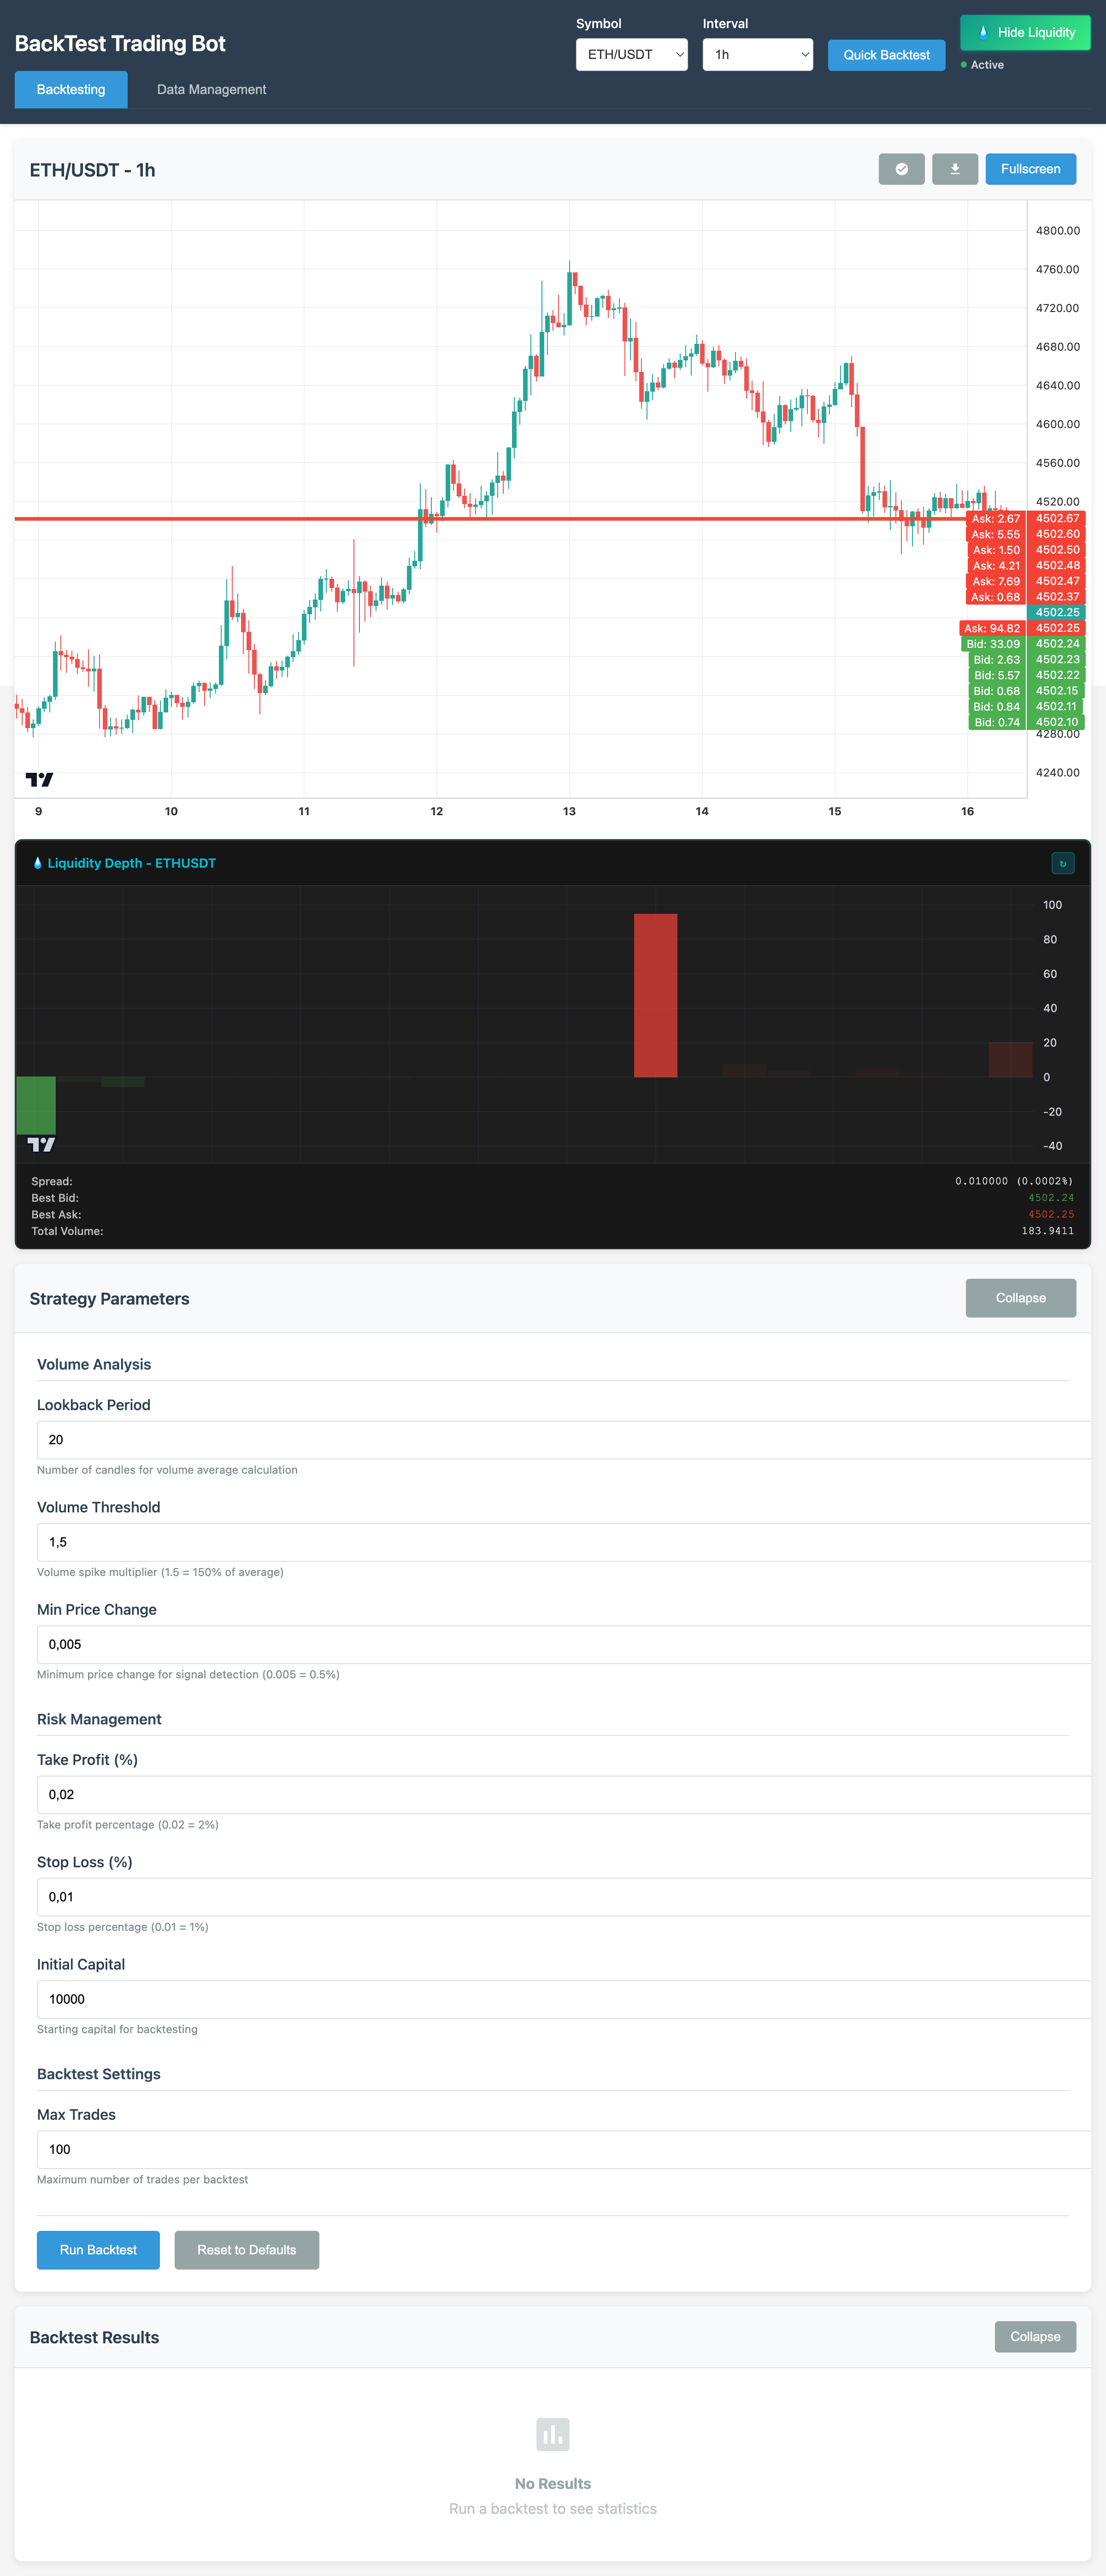 BackTest Trading Bot
Symbol
Interval
ETH/USDT
1h
Quick Backtest
Hide Liquidity
Active
Backtesting
Data Management
ETH/USDT - 1h
Fullscreen
4800.00
4760.00
4720.00
4680.00
4640.00
4600.00
4560.00
4520.00
Ask: 2.67 4502.67
Ask: 5.55 4502.60
Ask: 1.50 4502.50
Ask: 4.21 4502.48
Ask: 7.69 4502.47
Ask: 0.68 4502.37
4502.25
Ask: 94.82 4502.25
Bid: 33.09 4502.24
Bid: 2.63 4502.23
Bid: 5.57 4502.22
Bid: 0.68 4502.15
Bid: 0.84 4502.11
Bid: 0.74 4502.10
4280.00
4240.00
9 10 11 12 13 14 15 16
Liquidity Depth - ETHUSDT
100
80
60
40
20
0
-20
-40
Spread: 0.010000 (0.0002%)
Best Bid: 4502.24
Best Ask: 4502.25
Total Volume: 183.9411
Strategy Parameters
Collapse
Volume Analysis
Lookback Period
20
Number of candles for volume average calculation
Volume Threshold
1,5
Volume spike multiplier (1.5 = 150% of average)
Min Price Change
0,005
Minimum price change for signal detection (0.005 = 0.5%)
Risk Management
Take Profit (%)
0,02
Take profit percentage (0.02 = 2%)
Stop Loss (%)
0,01
Stop loss percentage (0.01 = 1%)
Initial Capital
10000
Starting capital for backtesting
Backtest Settings
Max Trades
100
Maximum number of trades per backtest
Run Backtest
Reset to Defaults
Backtest Results
Collapse
No Results
Run a backtest to see statistics